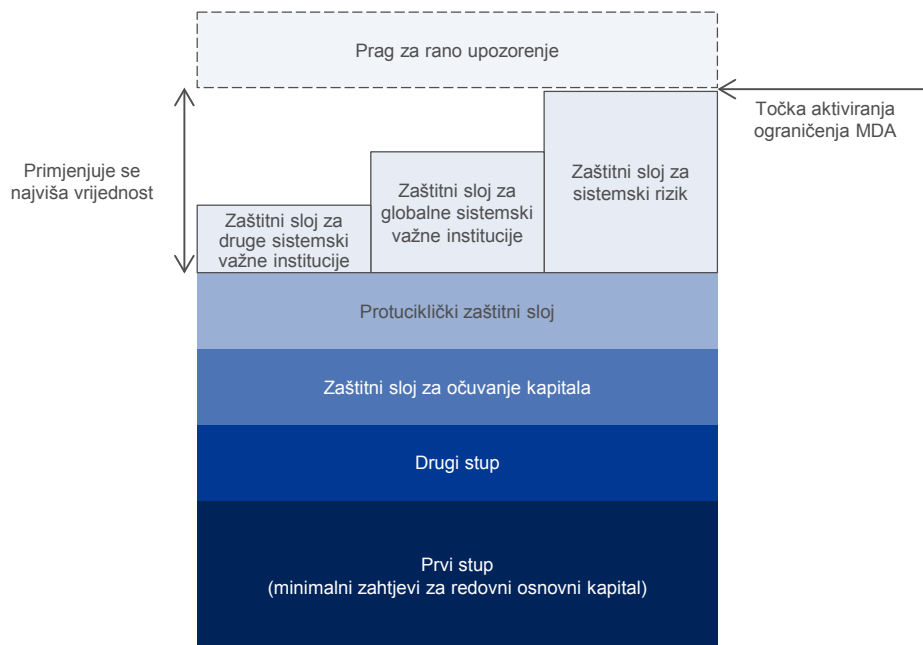 Prag za rano upozorenje
Točka aktiviranja
ograničenja MDA
Primjenjuje se
najviša vrijednost
Zaštitni sloj za
druge sistemski
važne institucije
Zaštitni sloj za
globalne sistemski
važne institucije
Zaštitni sloj za
sistemski rizik
Protuciklički zaštitni sloj
Zaštitni sloj za očuvanje kapitala
Drugi stup
Prvi stup
(minimalni zahtjevi za redovni osnovni kapital)